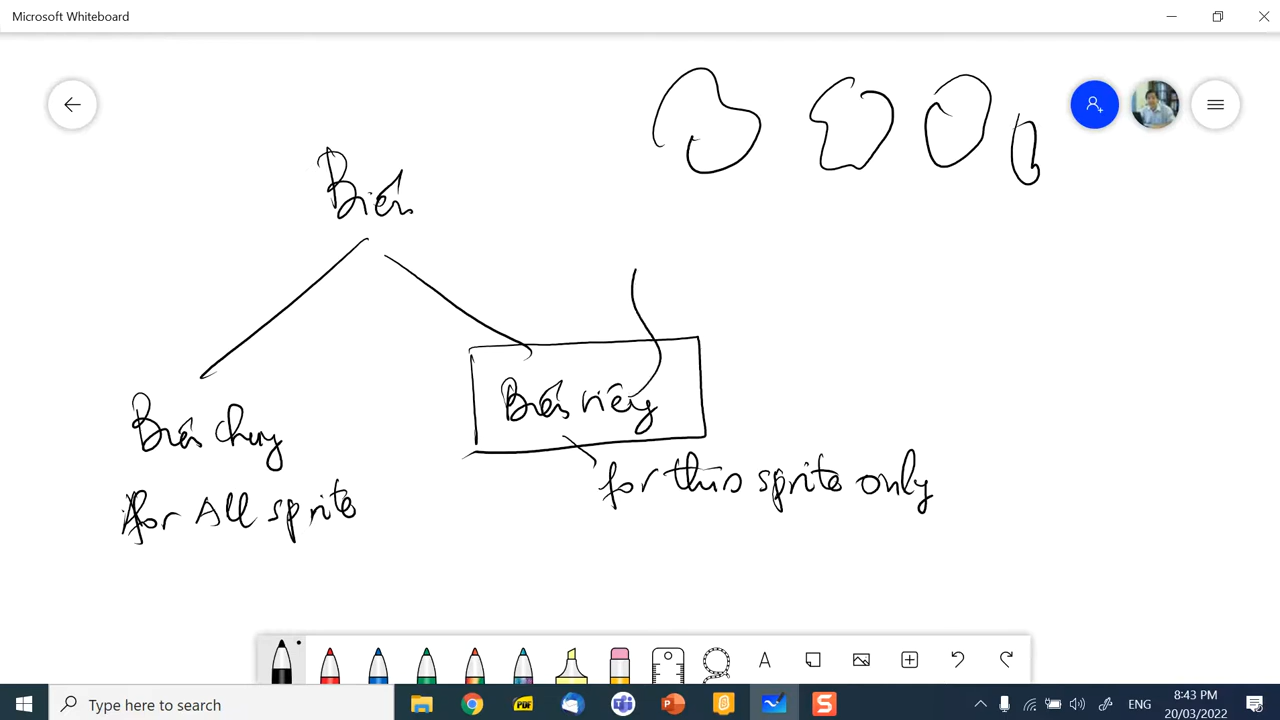 Microsoft Whiteboard
Biến
Biến chung
Biến riêng
for All sprite
for this sprite only
A
PDF
S
Type here to search
ENG
8:43 PM
20/03/2022